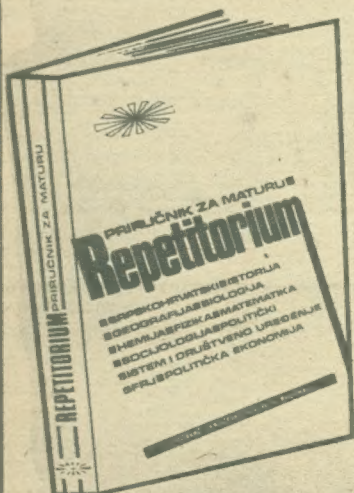 REPETITORIUM PRIRUČNIK ZA MATURU
PRIRUČNIK ZA MATURU
Repetitorium
SRPSKOHRVATSKI ISTORIJA
GEOGRAFIJA BIOLOGIJA
HEMIJA FIZIKA MATEMATIKA
SOCIJOLOGIJA POLITIČKI
SISTEM I DRUŠTVENO UREĐENJE
SFRJ POLITIČKA EKONOMIJA